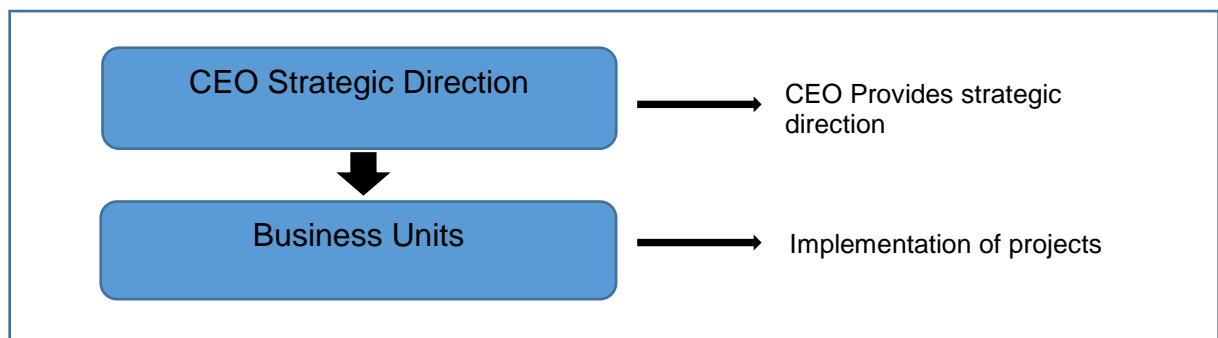 CEO Strategic Direction
CEO Provides strategic
direction
Business Units
Implementation of projects